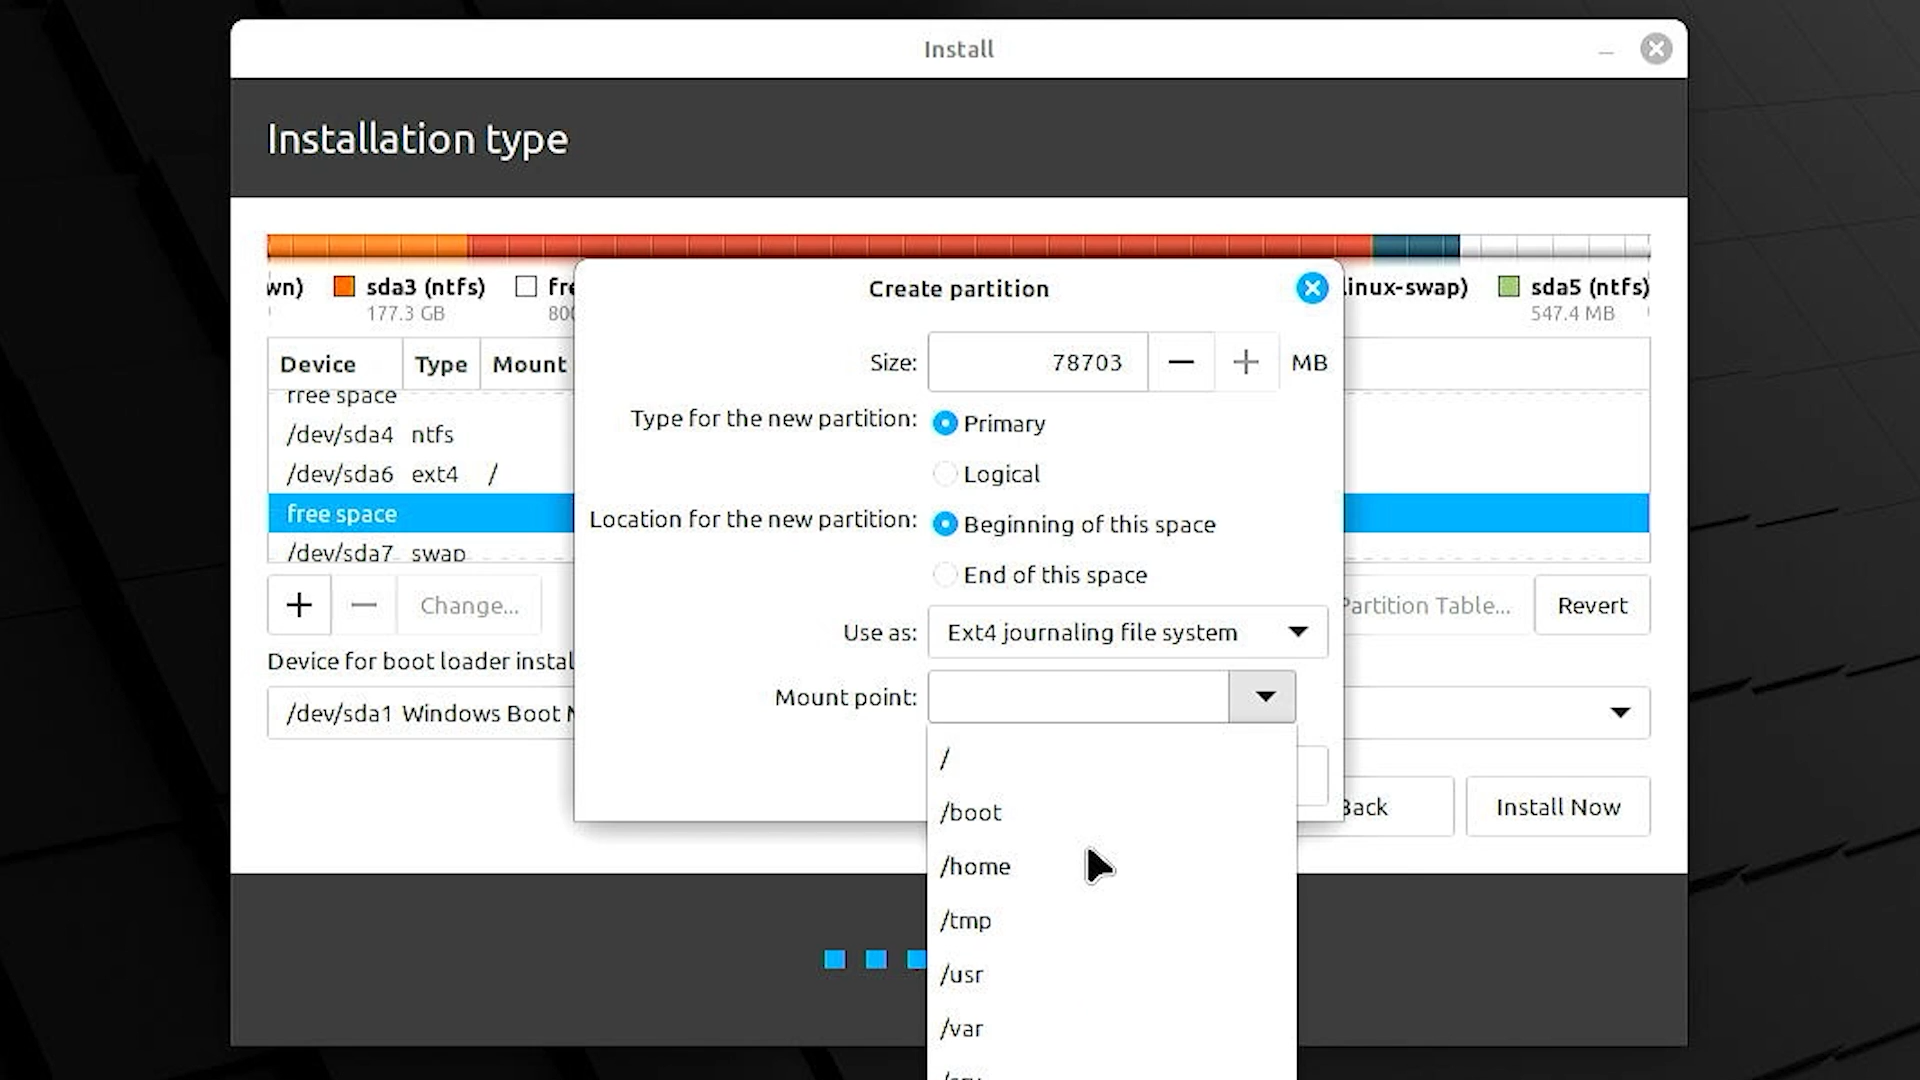 Install
Installation type
wn) sda3 (ntfs) fre linux-swap) sda5 (ntfs)
177.3 GB 800 547.4 MB
Create partition
Size: 78703 MB
Type for the new partition: Primary
Logical
Location for the new partition: Beginning of this space
End of this space
Use as: Ext4 journaling file system
Mount point:
/
/boot
/home
/tmp
/usr
/var
Device Type Mount
free space
/dev/sda4 ntfs
/dev/sda6 ext4 /
free space
/dev/sda7 swap
+ − Change... Partition Table... Revert
Device for boot loader instal
/dev/sda1 Windows Boot M
Back Install Now